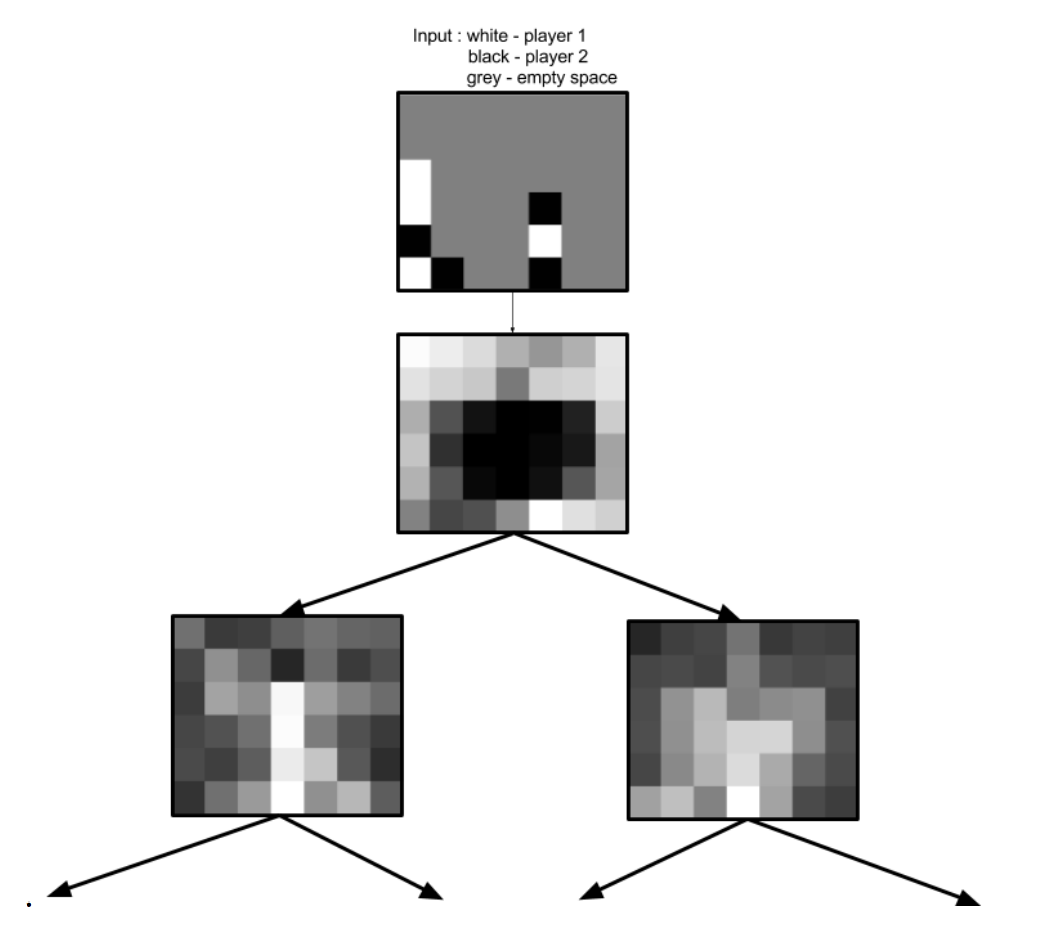 Input : white - player 1
black - player 2
grey - empty space